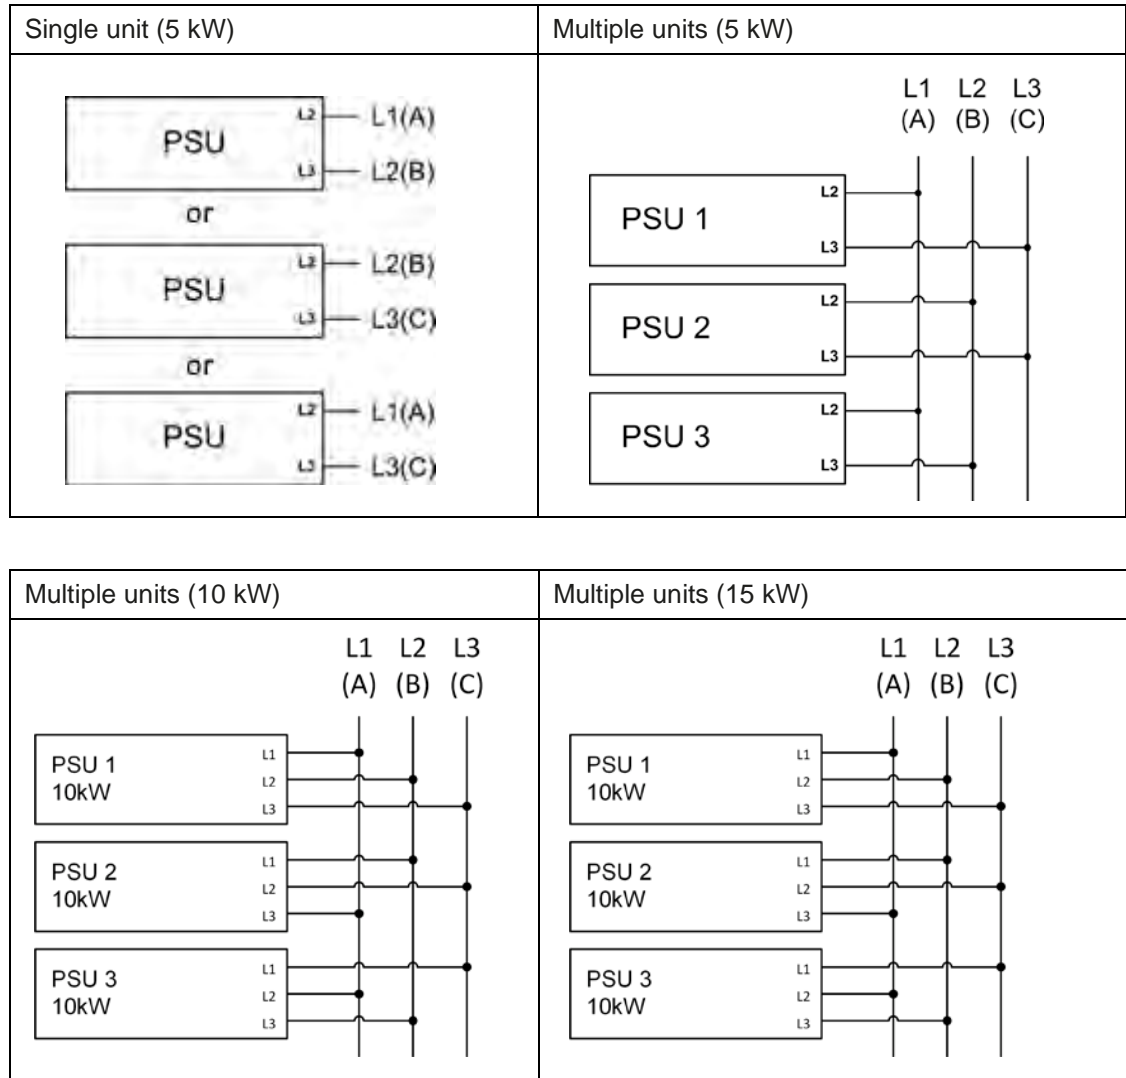 Single unit (5 kW)
L2
L1(A)
PSU
L3
L2(B)
or
L2
L2(B)
PSU
L3
L3(C)
or
L2
L1(A)
PSU
L3
L3(C)
Multiple units (5 kW)
L1 L2 L3
(A) (B) (C)
L2
PSU 1
L3
L2
PSU 2
L3
L2
PSU 3
L3
Multiple units (10 kW)
L1 L2 L3
(A) (B) (C)
L1
PSU 1
L2
10kW
L3
L1
PSU 2
L2
10kW
L3
L1
PSU 3
L2
10kW
L3
Multiple units (15 kW)
L1 L2 L3
(A) (B) (C)
L1
PSU 1
L2
10kW
L3
L1
PSU 2
L2
10kW
L3
L1
PSU 3
L2
10kW
L3